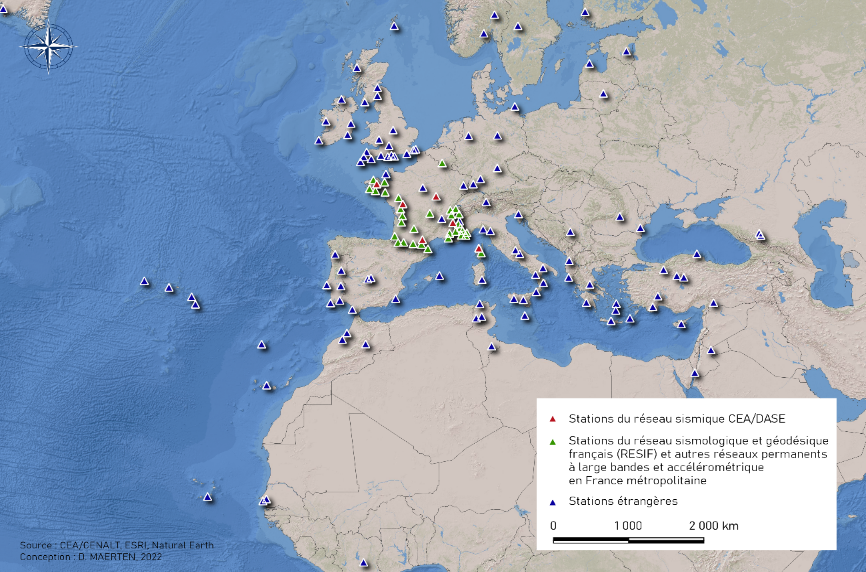 Stations du réseau sismique CEA/DASE
Stations du réseau sismologique et géodésique
français (RESIF) et autres réseaux permanents
à large bandes et accélérométrique
en France métropolitaine
Stations étrangères
0 1 000 2 000 km
Source : CEA/CENALT, ESRI, Natural Earth.
Conception : D. MAERTEN, 2022